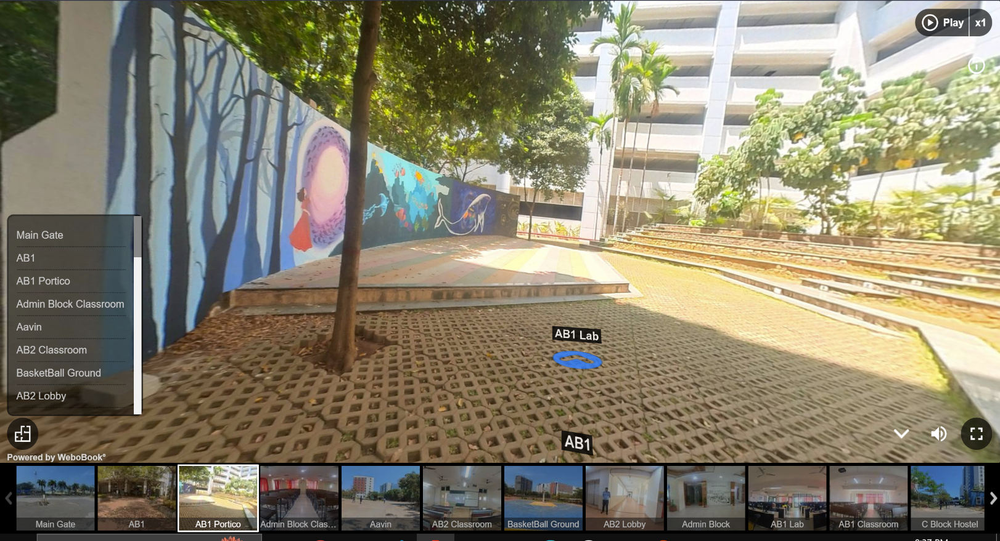 Play x1
Main Gate
AB1
AB1 Portico
Admin Block Classroom
Aavin
AB2 Classroom
BasketBall Ground
AB2 Lobby
AB1 Lab
AB1
Powered by WeboBook°
Main Gate
AB1
AB1 Portico
Admin Block Clas...
Aavin
AB2 Classroom
BasketBall Ground
AB2 Lobby
Admin Block
AB1 Lab
AB1 Classroom
C Block Hostel